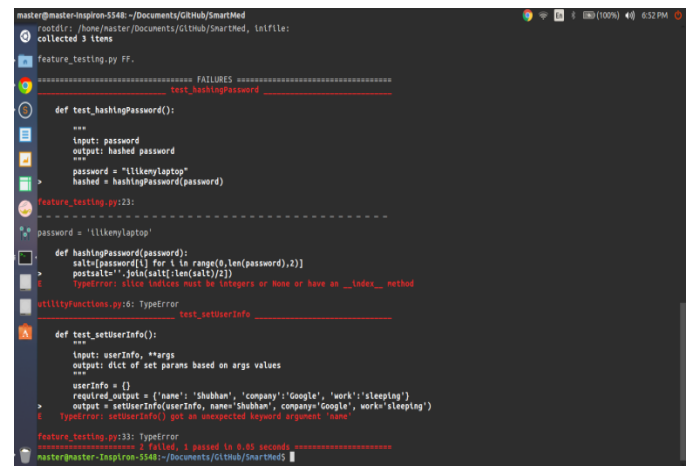 master@master-Inspiron-5548: ~/Documents/GitHub/SmartMed
En (100%) 6:52 PM
rootdir: /home/master/Documents/GitHub/SmartMed, inifile:
collected 3 items
feature_testing.py FF.
=================================== FAILURES ===================================
_____________________________ test_hashingPassword _____________________________
def test_hashingPassword():
"""
input: password
output: hashed password
"""
password = "ilikemylaptop"
> hashed = hashingPassword(password)
feature_testing.py:23:
_ _ _ _ _ _ _ _ _ _ _ _ _ _ _ _ _ _ _ _ _ _ _ _ _ _ _ _ _ _ _ _ _ _ _ _ _ _ _ _
password = 'ilikemylaptop'
def hashingPassword(password):
salt=[password[i] for i in range(0,len(password),2)]
> postsalt=''.join(salt[:len(salt)/2])
E TypeError: slice indices must be integers or None or have an __index__ method
utilityFunctions.py:6: TypeError
_______________________________ test_setUserInfo _______________________________
def test_setUserInfo():
"""
input: userInfo, **args
output: dict of set params based on args values
"""
userInfo = {}
required_output = {'name': 'Shubham', 'company':'Google', 'work':'sleeping'}
> output = setUserInfo(userInfo, name='Shubham', company='Google', work='sleeping')
E TypeError: setUserInfo() got an unexpected keyword argument 'name'
feature_testing.py:33: TypeError
====================== 2 failed, 1 passed in 0.05 seconds ======================
master@master-Inspiron-5548:~/Documents/GitHub/SmartMed$